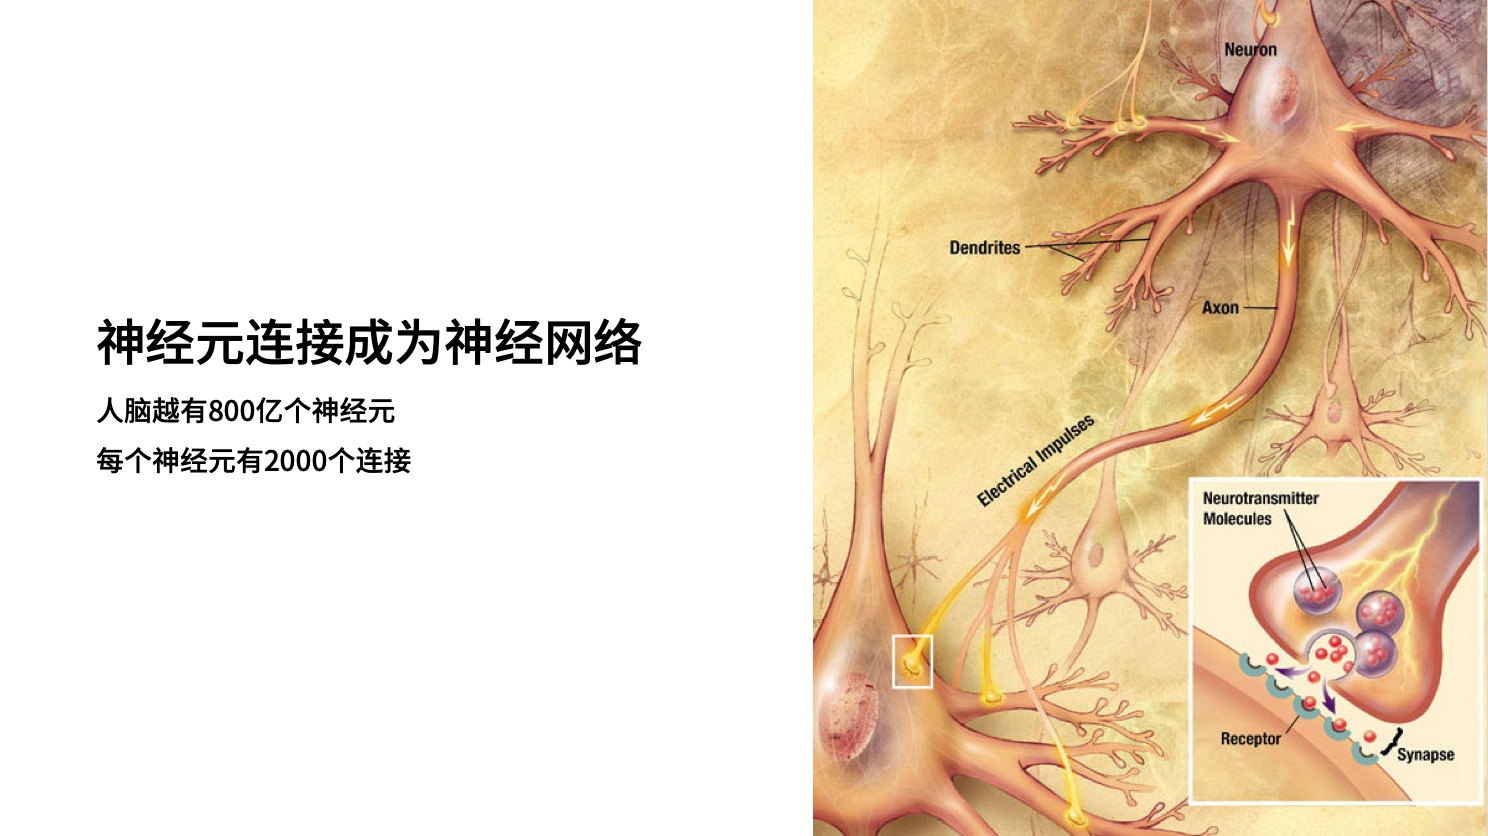 神经元连接成为神经网络
人脑越有800亿个神经元
每个神经元有2000个连接
Neuron
Dendrites
Axon
Electrical Impulses
Neurotransmitter
Molecules
Receptor
Synapse